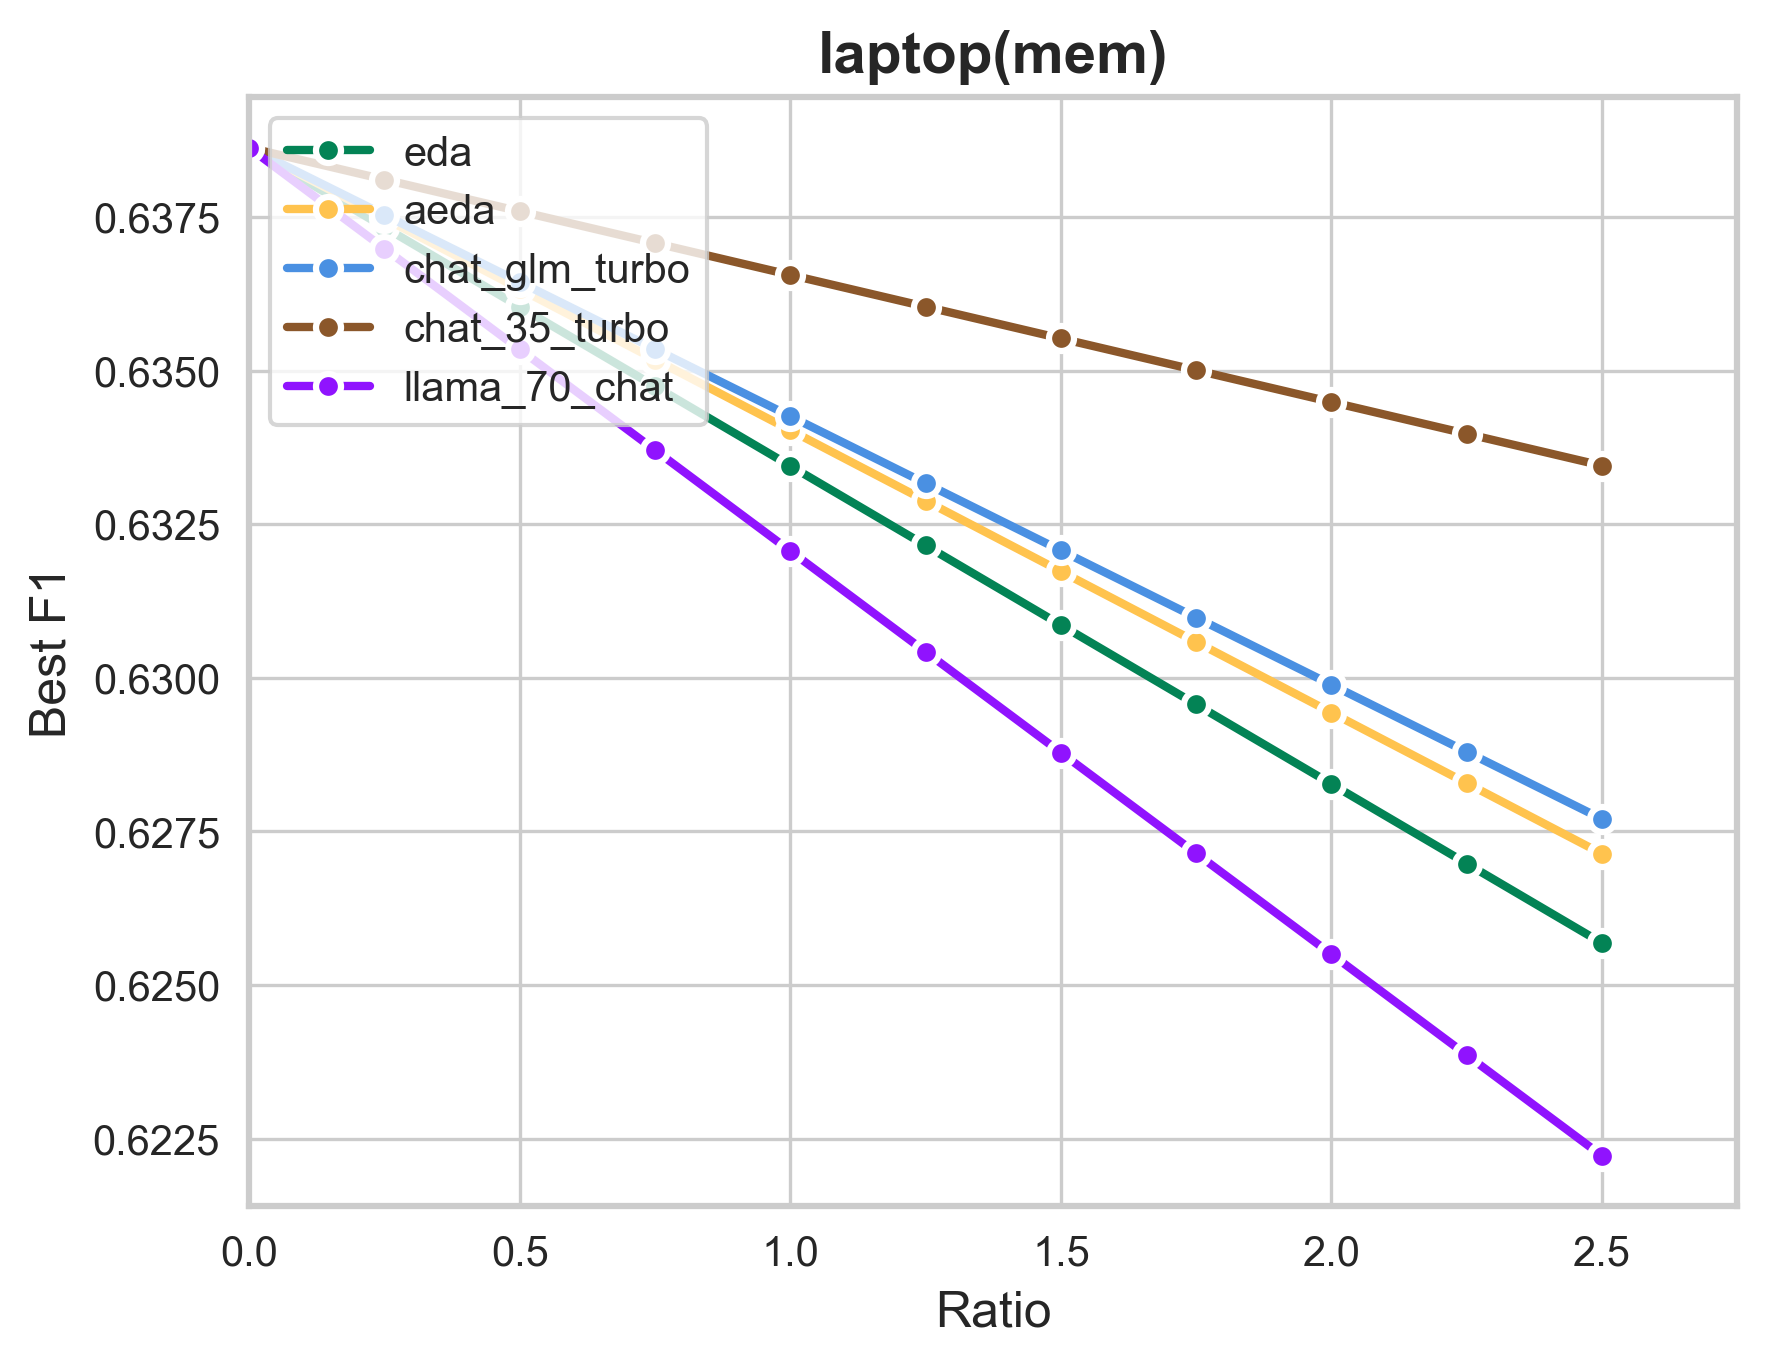 laptop(mem)
eda
aeda
chat_glm_turbo
chat_35_turbo
llama_70_chat
0.6375
0.6350
0.6325
0.6300
0.6275
0.6250
0.6225
Best F1
0.0 0.5 1.0 1.5 2.0 2.5
Ratio